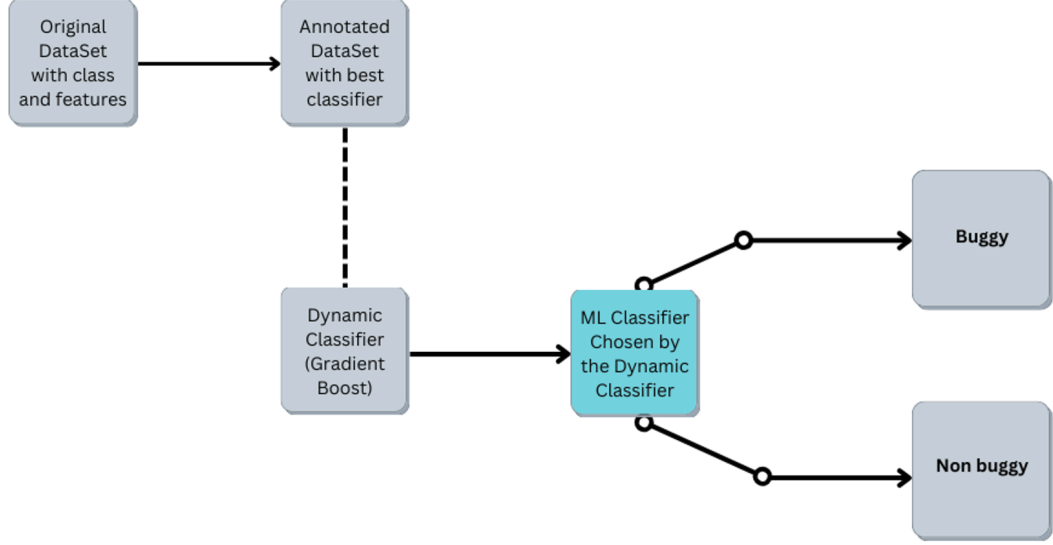 Original
DataSet
with class
and features
Annotated
DataSet
with best
classifier
Dynamic
Classifier
(Gradient
Boost)
ML Classifier
Chosen by
the Dynamic
Classifier
Buggy
Non buggy